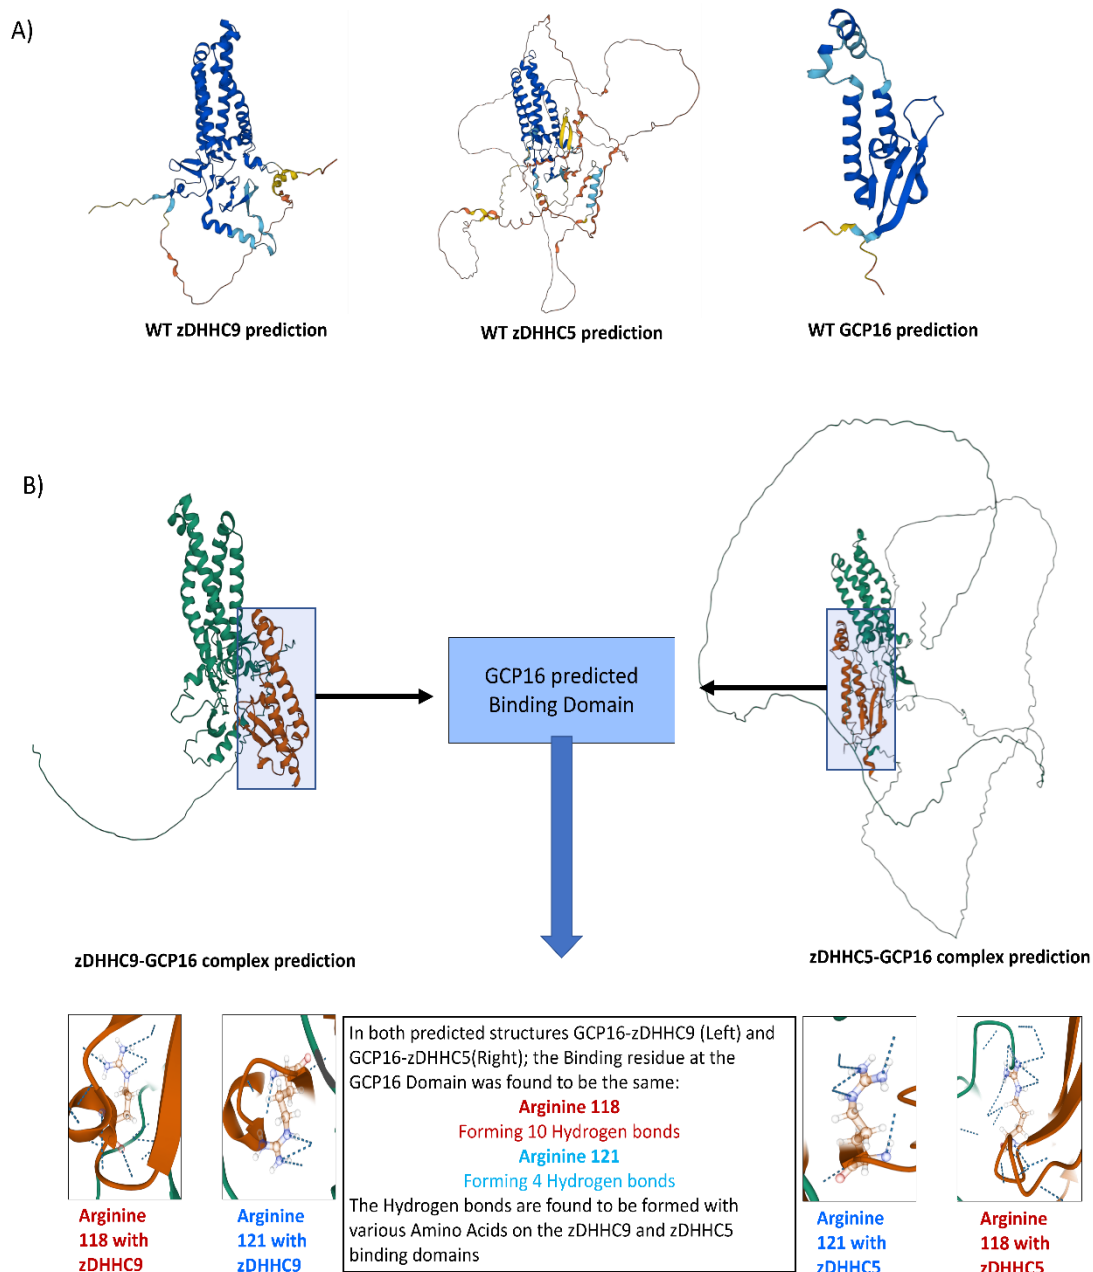 A)
WT zDHHC9 prediction
WT zDHHC5 prediction
WT GCP16 prediction
B)
GCP16 predicted
Binding Domain
zDHHC9-GCP16 complex prediction
zDHHC5-GCP16 complex prediction
Arginine
118 with
zDHHC9
Arginine
121 with
zDHHC9
In both predicted structures GCP16-zDHHC9 (Left) and
GCP16-zDHHC5(Right); the Binding residue at the
GCP16 Domain was found to be the same:
Arginine 118
Forming 10 Hydrogen bonds
Arginine 121
Forming 4 Hydrogen bonds
The Hydrogen bonds are found to be formed with
various Amino Acids on the zDHHC9 and zDHHC5
binding domains
Arginine
121 with
zDHHC5
Arginine
118 with
zDHHC5